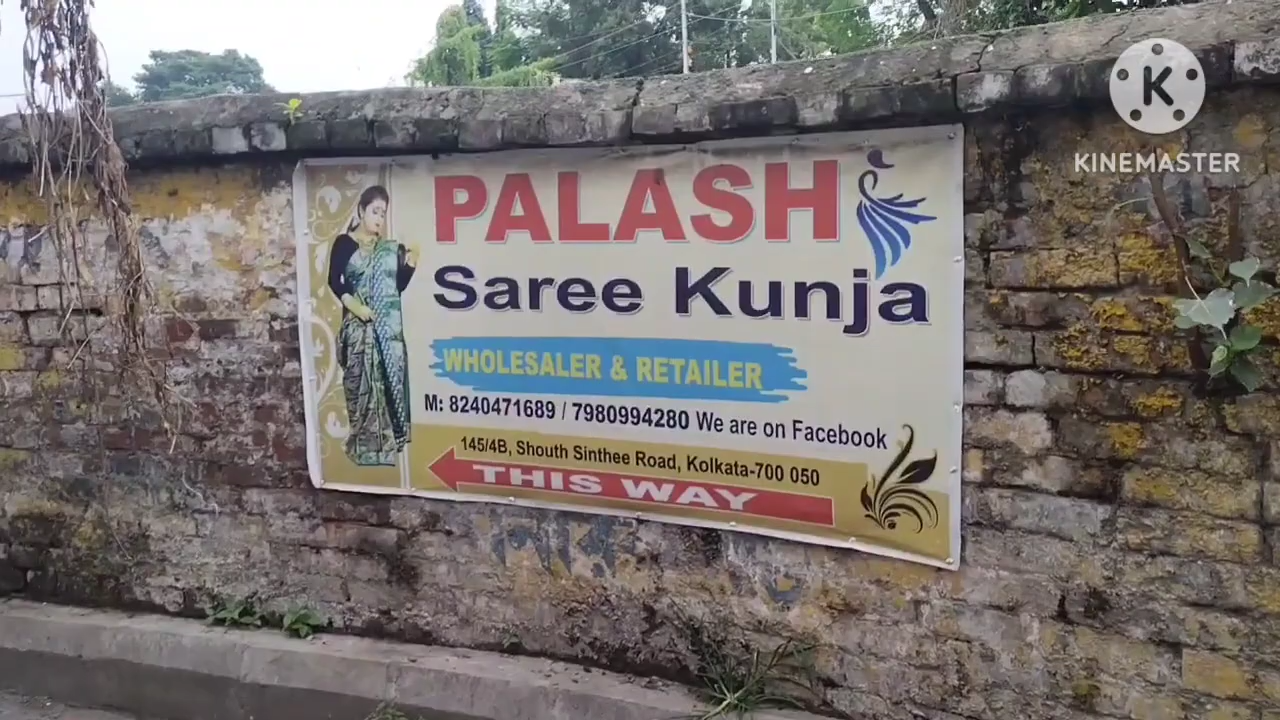 K
KINEMASTER
PALASH
Saree Kunja
WHOLESALER & RETAILER
M: 8240471689 / 7980994280 We are on Facebook
145/4B, Shouth Sinthee Road, Kolkata-700 050
THIS WAY